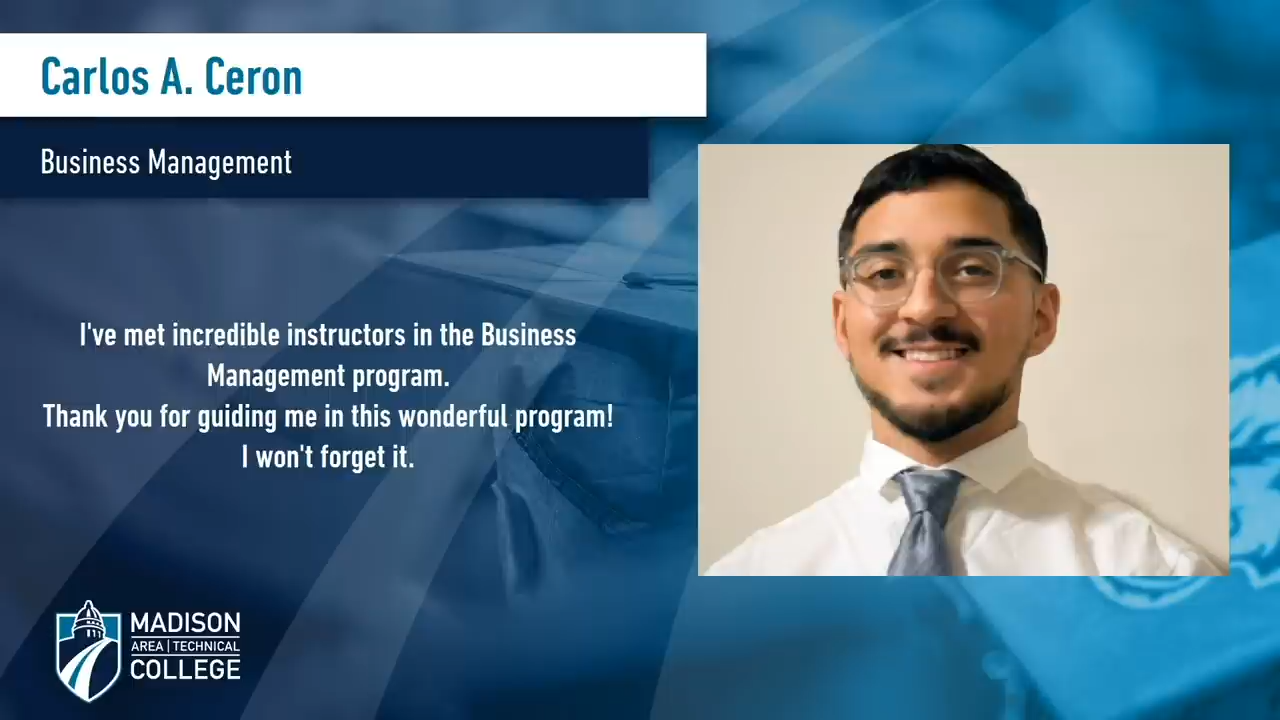 Carlos A. Ceron
Business Management
I've met incredible instructors in the Business
Management program.
Thank you for guiding me in this wonderful program!
I won't forget it.
MADISON
AREA | TECHNICAL
COLLEGE